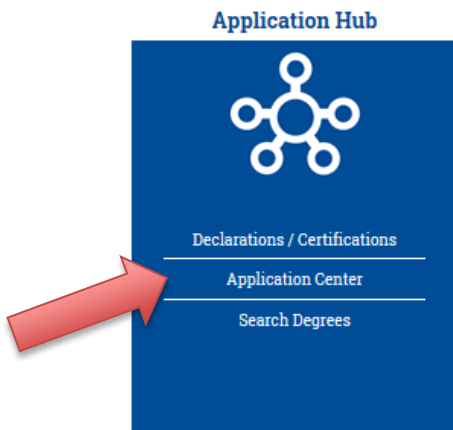 Application Hub
Declarations / Certifications
Application Center
Search Degrees